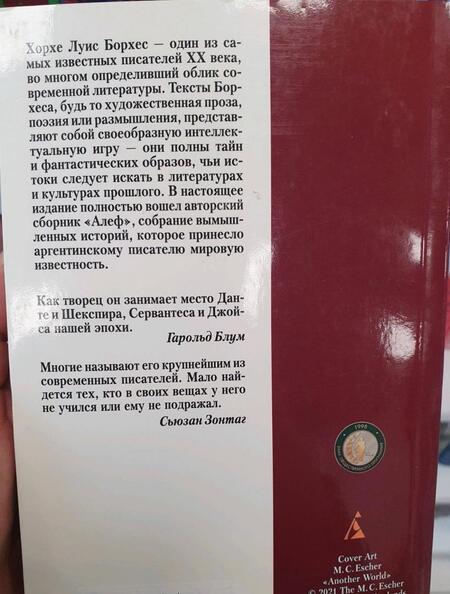 Хорхе Луис Борхес — один из са-
мых известных писателей XX века,
во многом определивший облик со-
временной литературы. Тексты Бор-
хеса, будь то художественная проза,
поэзия или размышления, представ-
ляют собой своеобразную интеллек-
туальную игру — они полны тайн
и фантастических образов, чьи ис-
токи следует искать в литературах
и культурах прошлого. В настоящее
издание полностью вошел авторский
сборник «Алеф», собрание вымыш-
ленных историй, которое принесло
аргентинскому писателю мировую
известность.
Как творец он занимает место Дан-
те и Шекспира, Сервантеса и Джой-
са нашей эпохи.
Гарольд Блум
Многие называют его крупнейшим из
современных писателей. Мало най-
дется тех, кто в своих вещах у него
не учился или ему не подражал.
Сьюзан Зонтаг
1998
Cover Art
M. C. Escher
«Another World»
© 2021 The M. C. Escher